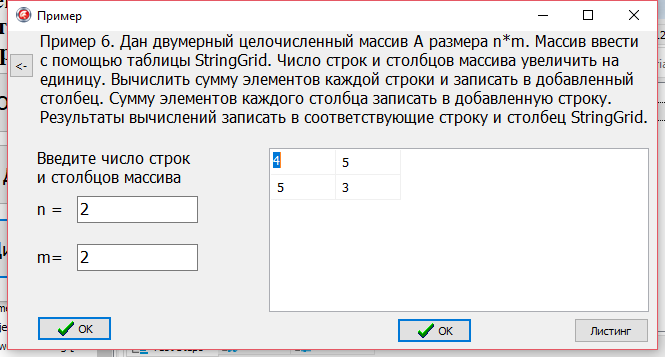 Пример
Пример 6. Дан двумерный целочисленный массив A размера n*m. Массив ввести
с помощью таблицы StringGrid. Число строк и столбцов массива увеличить на
<-
единицу. Вычислить сумму элементов каждой строки и записать в добавленный
столбец. Сумму элементов каждого столбца записать в добавленную строку.
Результаты вычислений записать в соответствующие строку и столбец StringGrid.
Введите число строк
и столбцов массива
n = 2
m= 2
4 5
5 3
OK
OK
Листинг